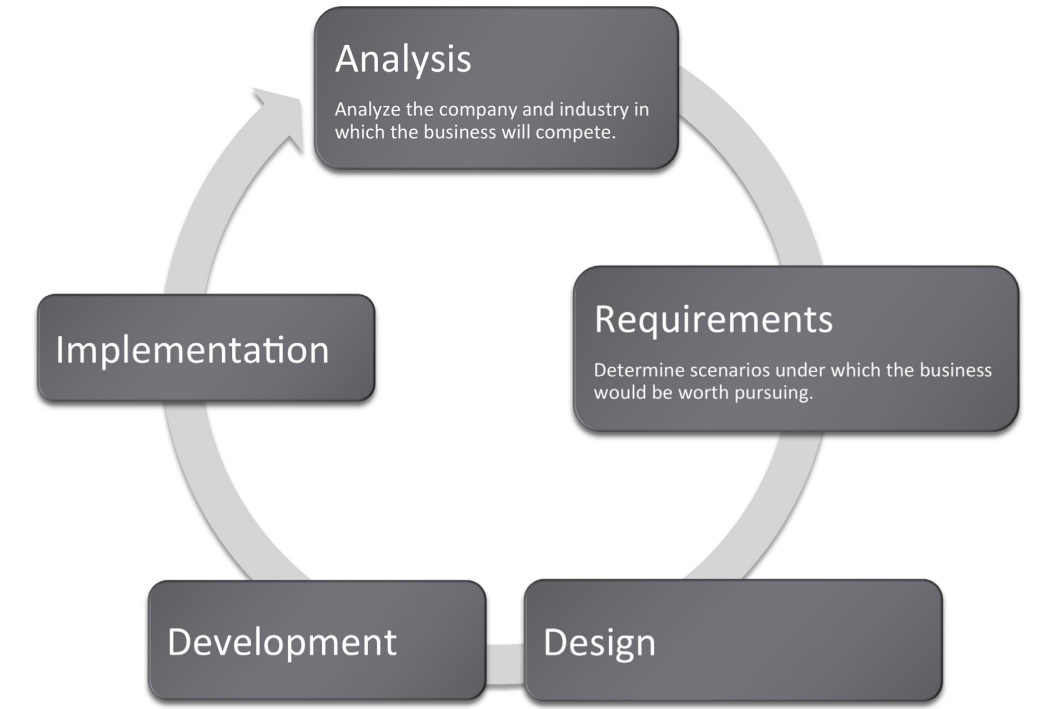 Analysis
Analyze the company and industry in
which the business will compete.
Requirements
Determine scenarios under which the business
would be worth pursuing.
Design
Development
Implementation